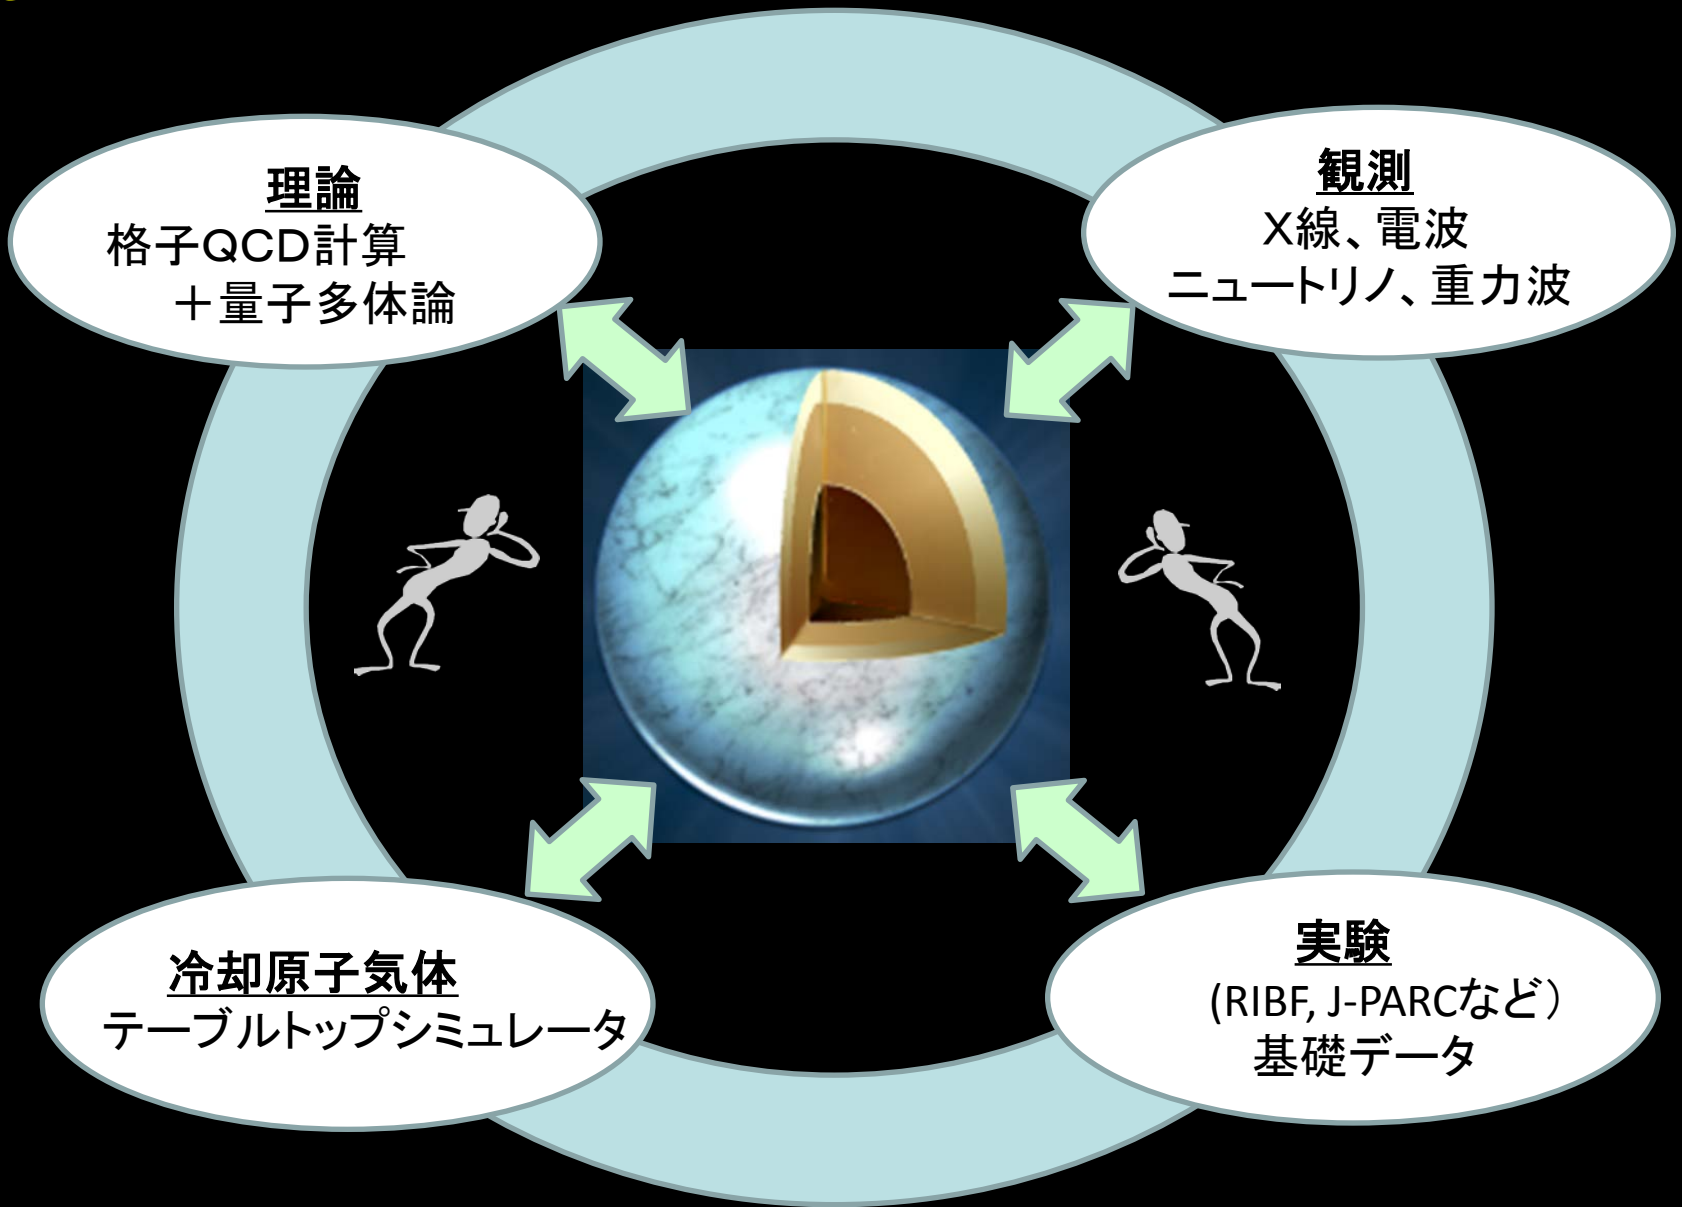 理論
格子QCD計算
＋量子多体論
観測
X線、電波
ニュートリノ、重力波
冷却原子気体
テーブルトップシミュレータ
実験
(RIBF, J-PARCなど）
基礎データ